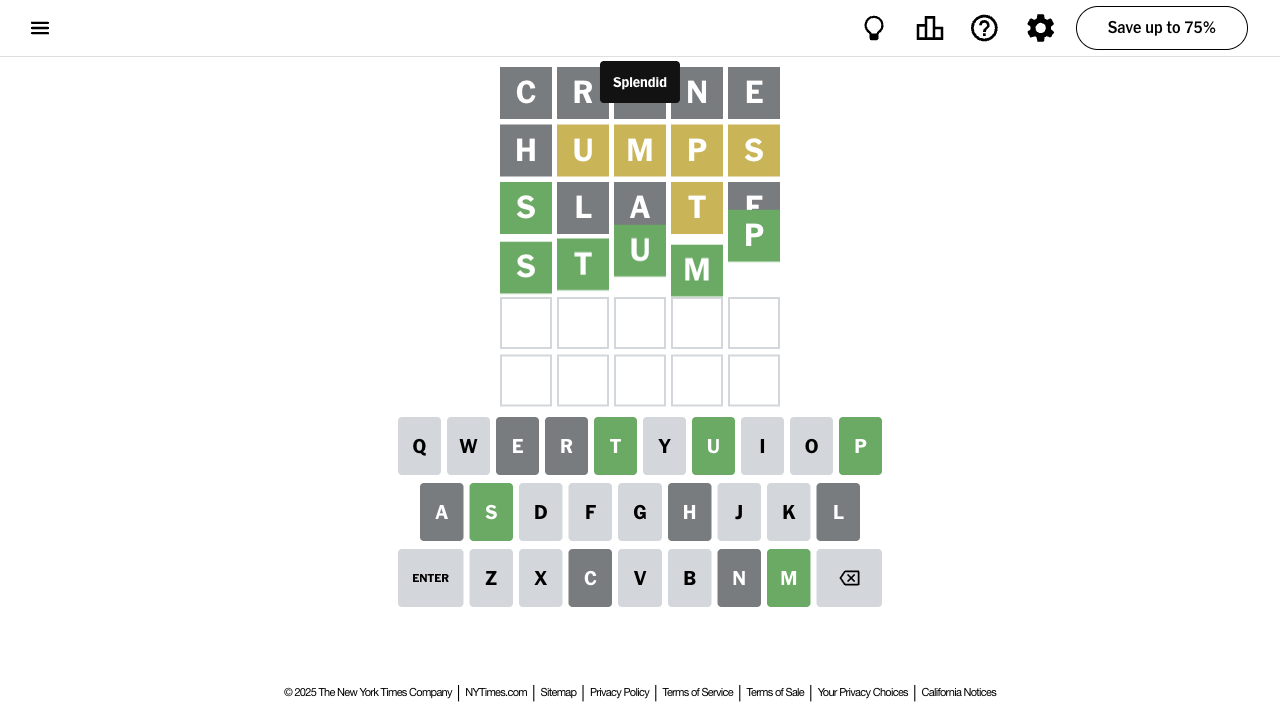 Save up to 75%
Splendid
C R N E
H U M P S
S L A T E
S T U M P
Q W E R T Y U I O P
A S D F G H J K L
ENTER Z X C V B N M
© 2025 The New York Times Company | NYTimes.com | Sitemap | Privacy Policy | Terms of Service | Terms of Sale | Your Privacy Choices | California Notices